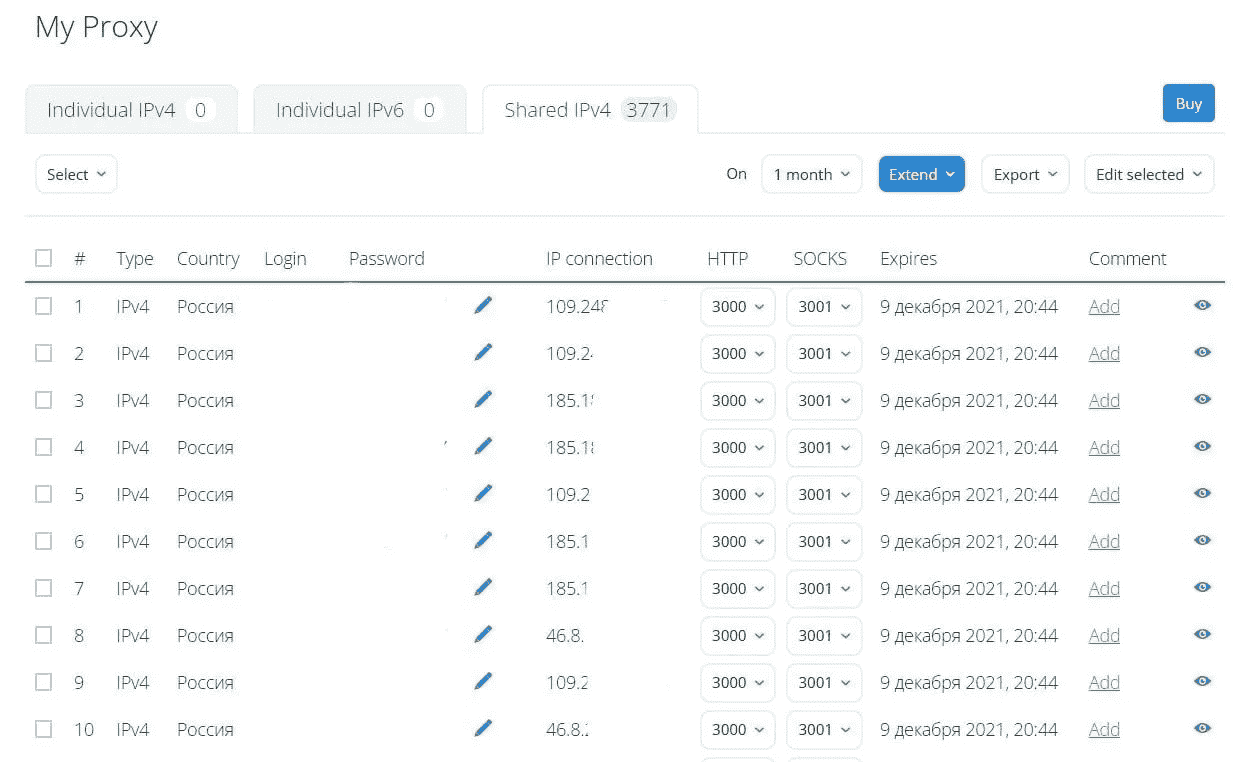 My Proxy
Individual IPv4 0 Individual IPv6 0 Shared IPv4 3771 Buy
Select On 1 month Extend Export Edit selected
# Type Country Login Password IP connection HTTP SOCKS Expires Comment
1 IPv4 Россия 109.248 3000 3001 9 декабря 2021, 20:44 Add
2 IPv4 Россия 109.2 3000 3001 9 декабря 2021, 20:44 Add
3 IPv4 Россия 185.1 3000 3001 9 декабря 2021, 20:44 Add
4 IPv4 Россия 185.18 3000 3001 9 декабря 2021, 20:44 Add
5 IPv4 Россия 109.2 3000 3001 9 декабря 2021, 20:44 Add
6 IPv4 Россия 185.1 3000 3001 9 декабря 2021, 20:44 Add
7 IPv4 Россия 185.1 3000 3001 9 декабря 2021, 20:44 Add
8 IPv4 Россия 46.8. 3000 3001 9 декабря 2021, 20:44 Add
9 IPv4 Россия 109.2 3000 3001 9 декабря 2021, 20:44 Add
10 IPv4 Россия 46.8. 3000 3001 9 декабря 2021, 20:44 Add